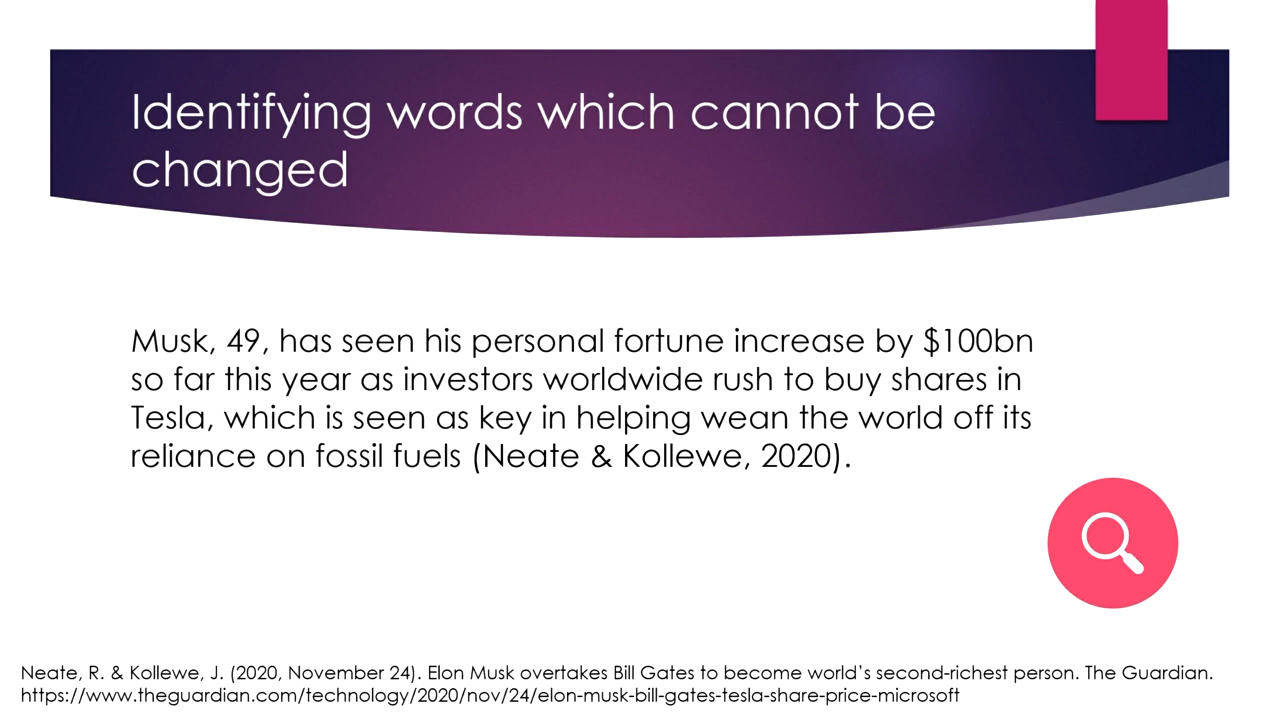 Identifying words which cannot be
changed
Musk, 49, has seen his personal fortune increase by $100bn
so far this year as investors worldwide rush to buy shares in
Tesla, which is seen as key in helping wean the world off its
reliance on fossil fuels (Neate & Kollewe, 2020).
Neate, R. & Kollewe, J. (2020, November 24). Elon Musk overtakes Bill Gates to become world’s second-richest person. The Guardian.
https://www.theguardian.com/technology/2020/nov/24/elon-musk-bill-gates-tesla-share-price-microsoft